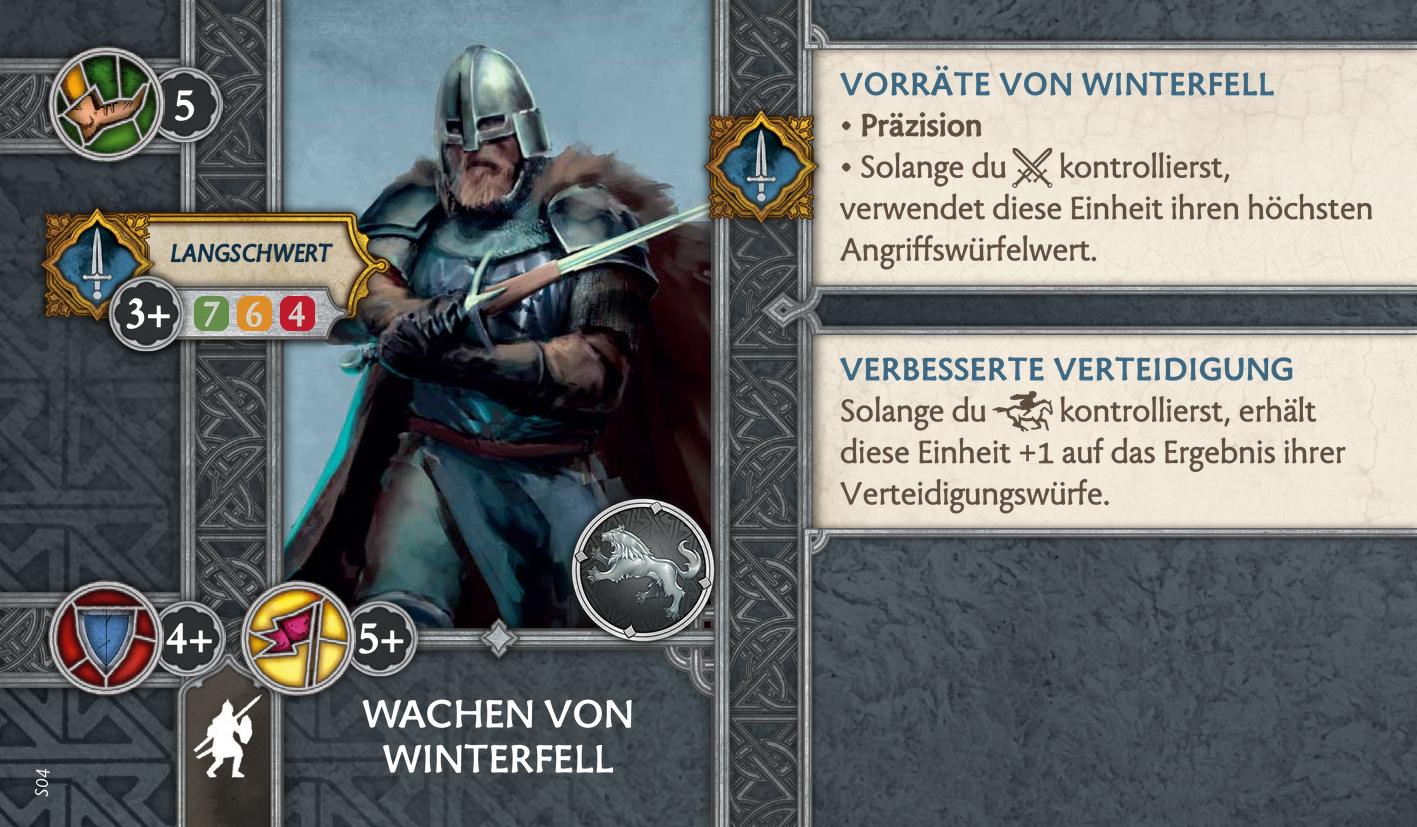 5
LANGSCHWERT
3+ 7 6 4
4+ 5+
WACHEN VON
WINTERFELL
S04
VORRÄTE VON WINTERFELL
• Präzision
• Solange du kontrollierst,
verwendet diese Einheit ihren höchsten
Angriffswürfelwert.
VERBESSERTE VERTEIDIGUNG
Solange du kontrollierst, erhält
diese Einheit +1 auf das Ergebnis ihrer
Verteidigungswürfe.